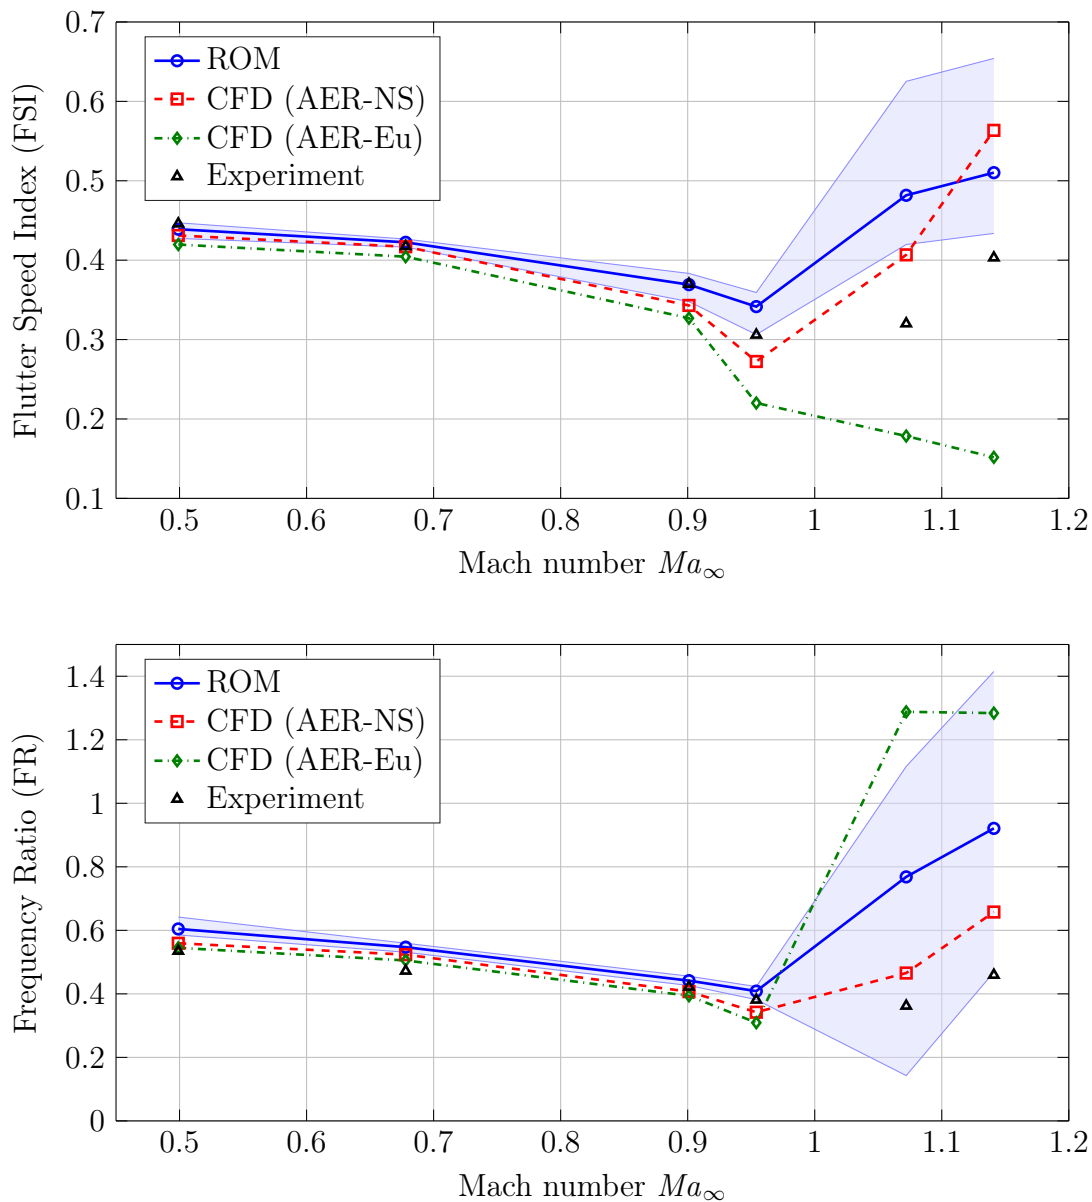 0.7
0.6
0.5
0.4
0.3
0.2
0.1
Flutter Speed Index (FSI)
ROM
CFD (AER-NS)
CFD (AER-Eu)
Experiment
0.5 0.6 0.7 0.8 0.9 1 1.1 1.2
Mach number Ma∞
1.4
1.2
1
0.8
0.6
0.4
0.2
0
Frequency Ratio (FR)
ROM
CFD (AER-NS)
CFD (AER-Eu)
Experiment
0.5 0.6 0.7 0.8 0.9 1 1.1 1.2
Mach number Ma∞